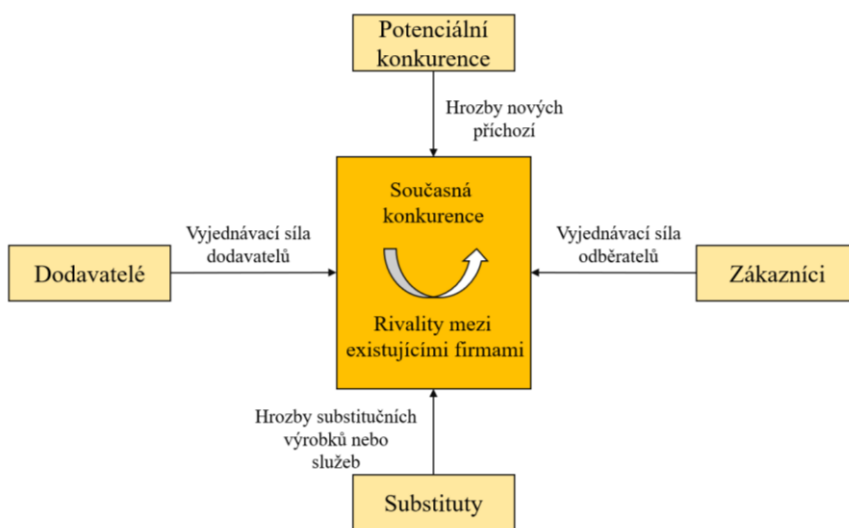 Potenciální
konkurence
Hrozby nových
příchozí
Současná
konkurence
Vyjednávací síla
dodavatelů
Vyjednávací síla
odběratelů
Dodavatelé
Zákazníci
Rivality mezi
existujícími firmami
Hrozby substitučních
výrobků nebo
služeb
Substituty